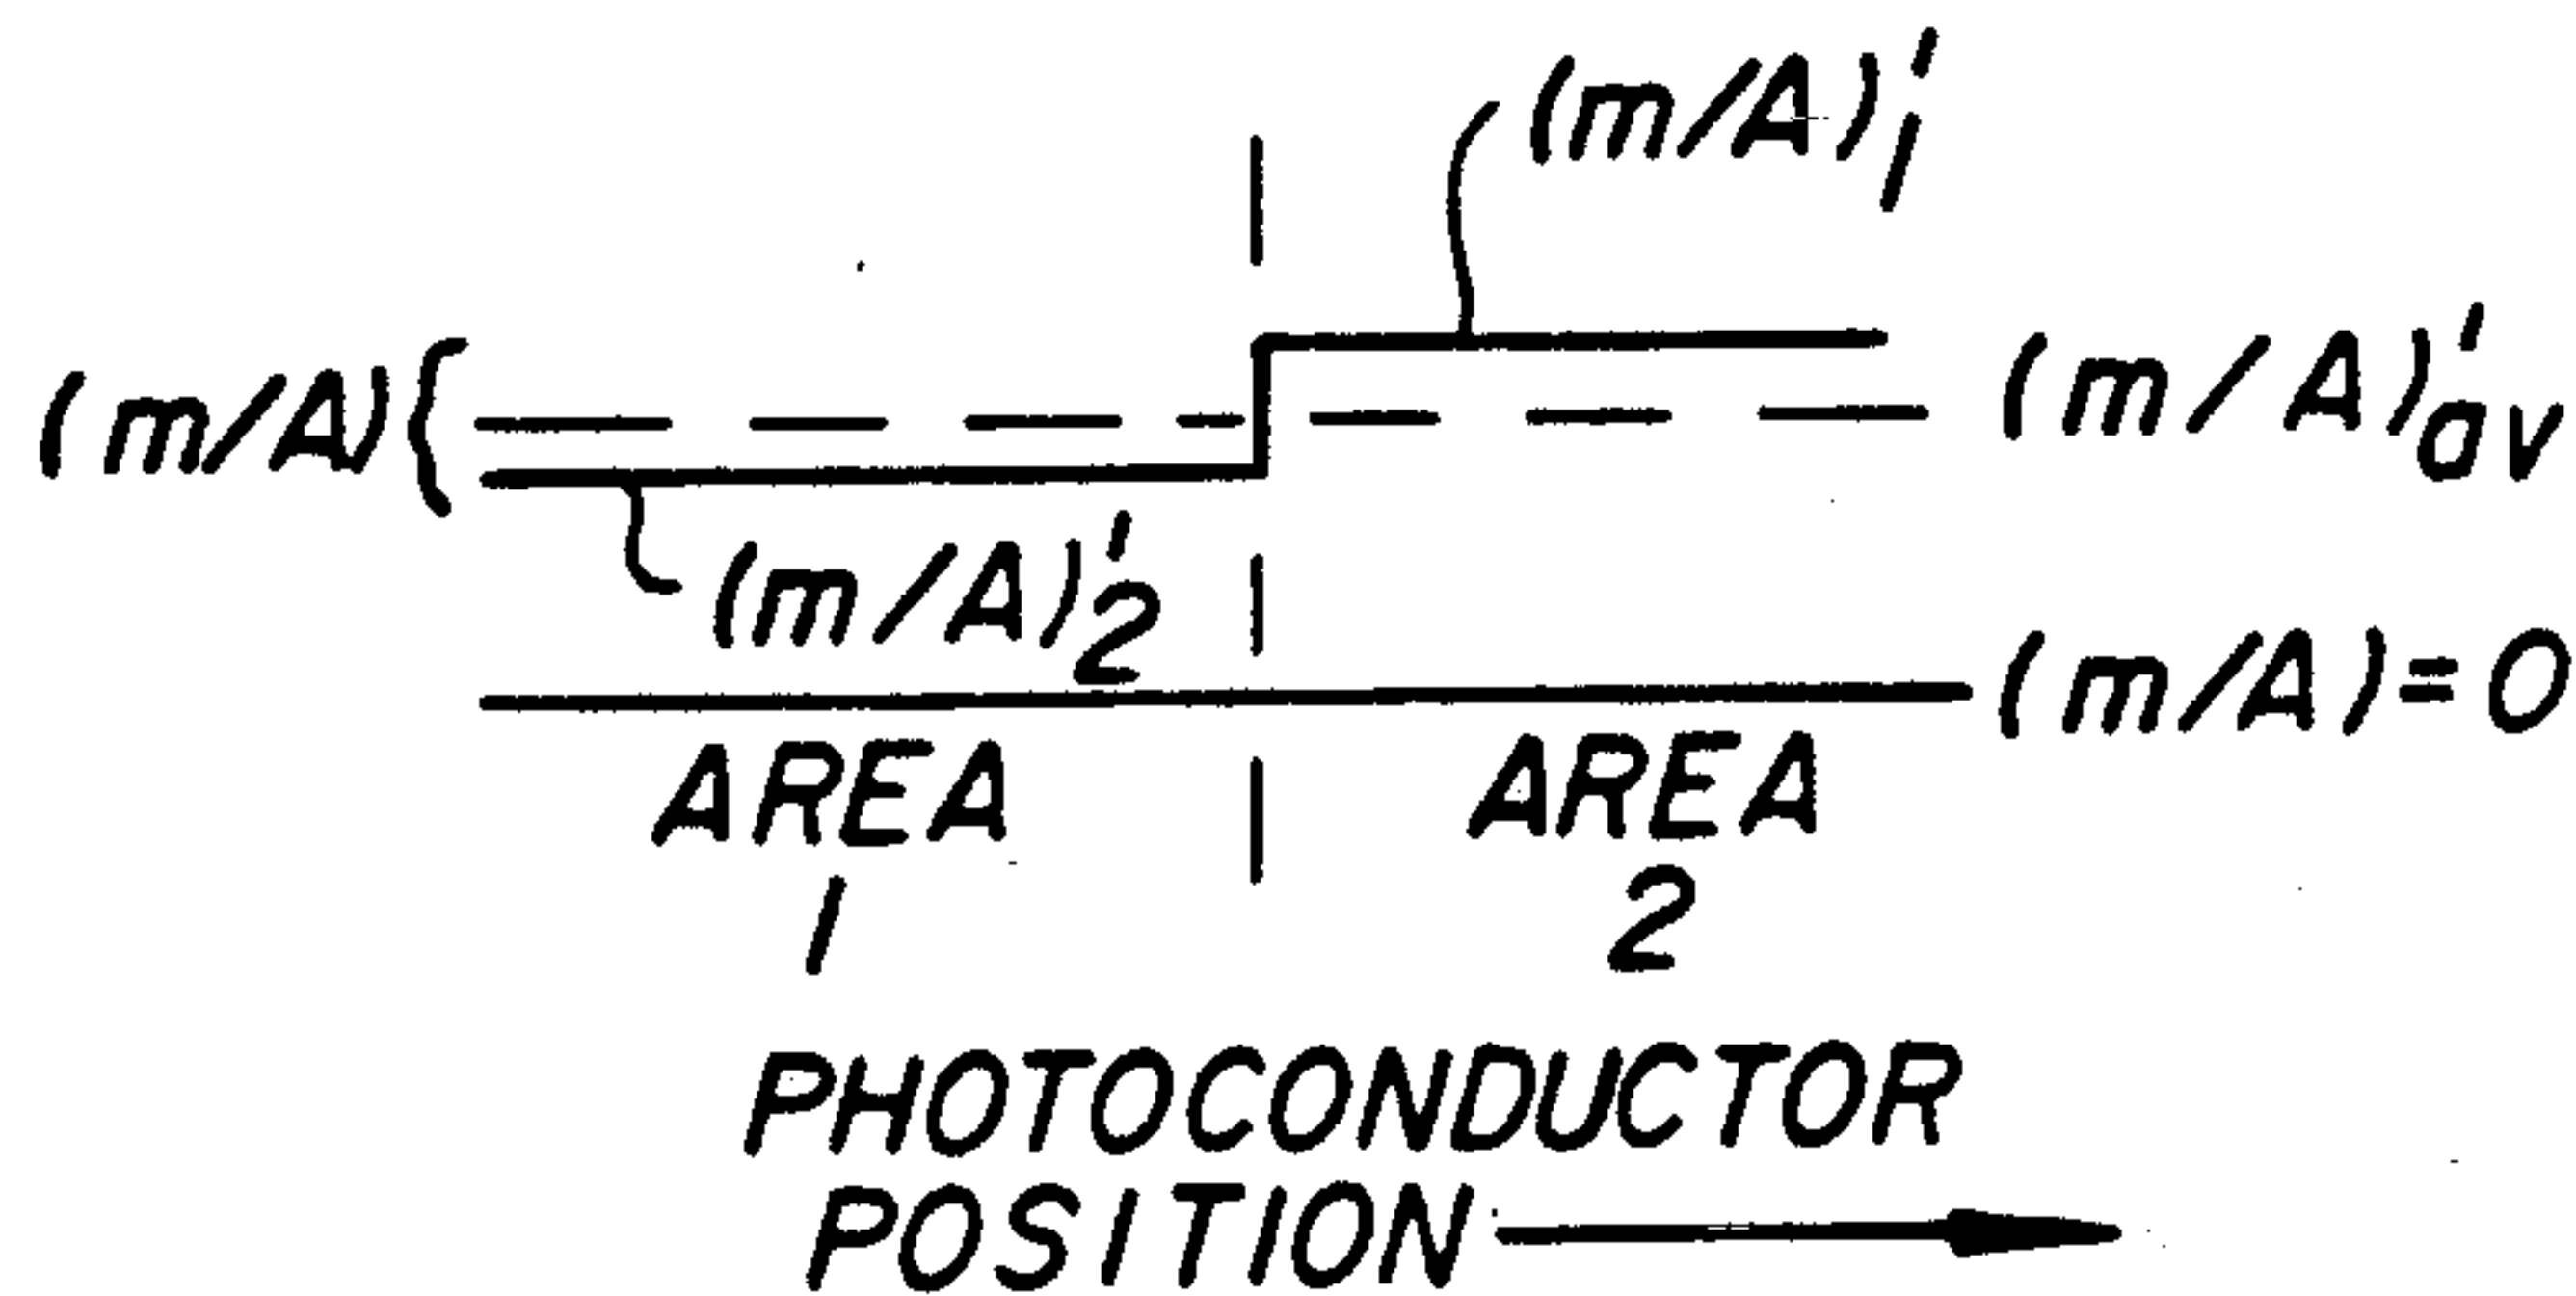 (m/A)'1
(m/A){
(m/A)'av
(m/A)'2
(m/A)=0
AREA
1
AREA
2
PHOTOCONDUCTOR
POSITION